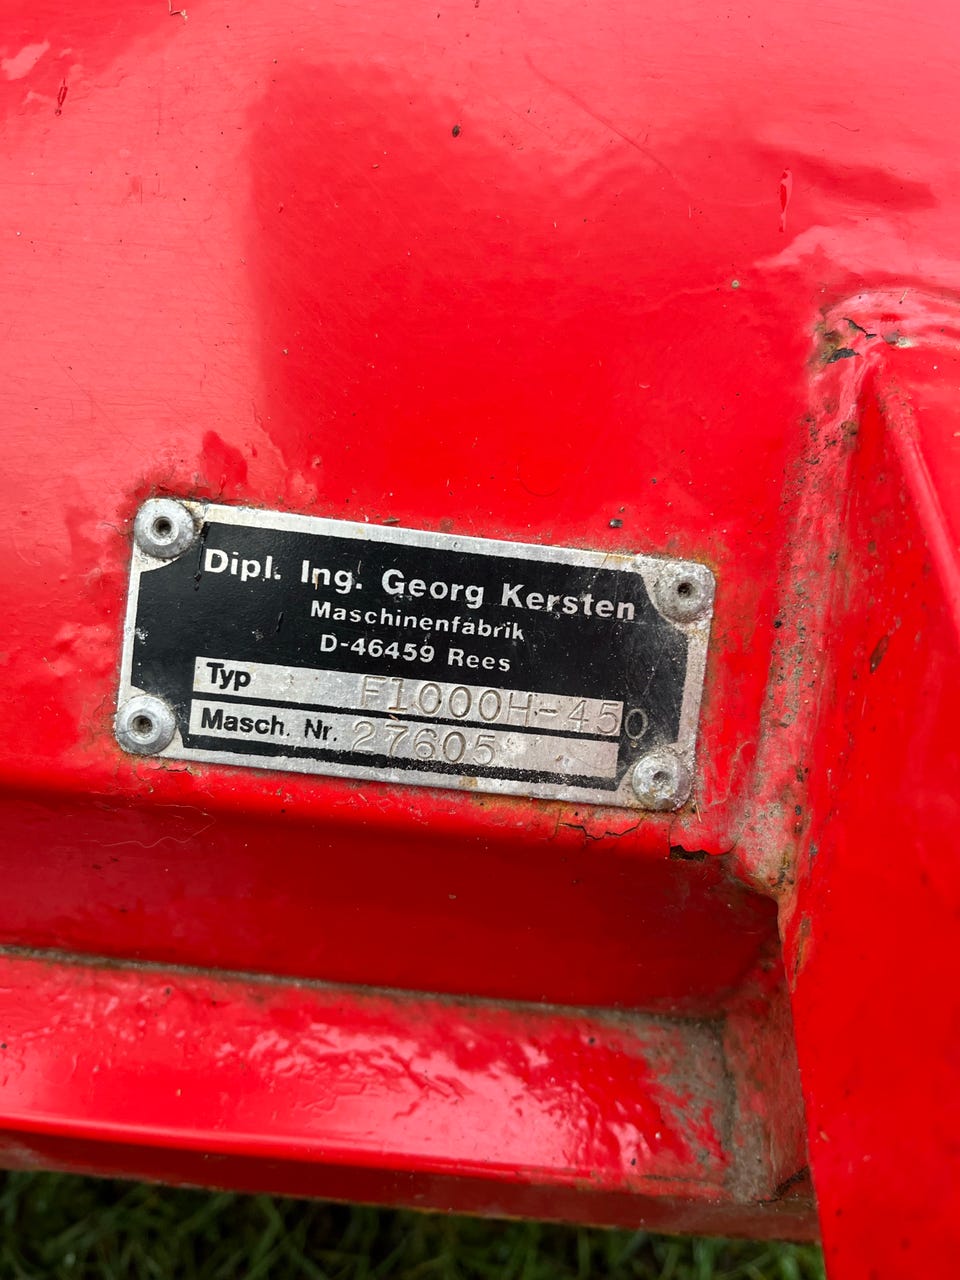 Dipl. Ing. Georg Kersten
Maschinenfabrik
D-46459 Rees
Typ F1000H-450
Masch. Nr. 27605